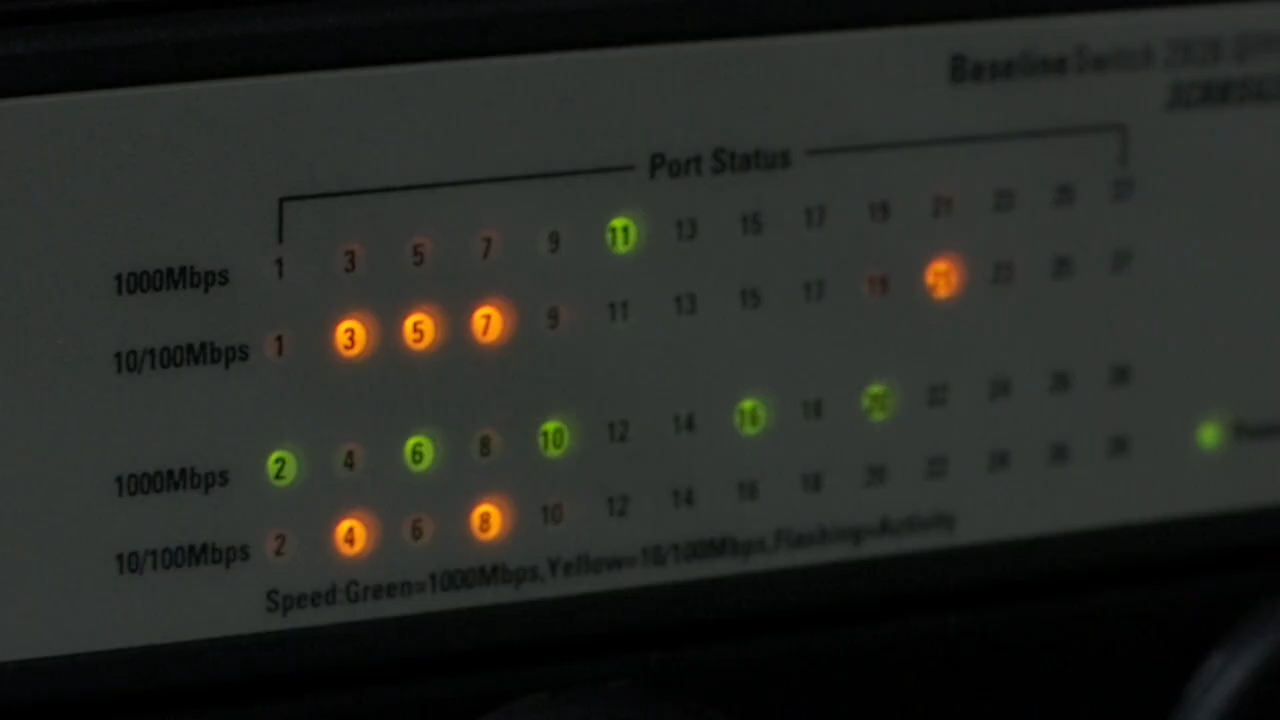 Baseline Switch
Port Status
1000Mbps 1 3 5 7 9 11 13 15 17 19 21 23 25 27
10/100Mbps 1 3 5 7 9 11 13 15 17 19 21 23 25 27
1000Mbps 2 4 6 8 10 12 14 16 18 20 22 24 26 28
10/100Mbps 2 4 6 8 10 12 14 16 18 20 22 24 26 28
Speed:Green=1000Mbps,Yellow=10/100Mbps,Flashing=Activity